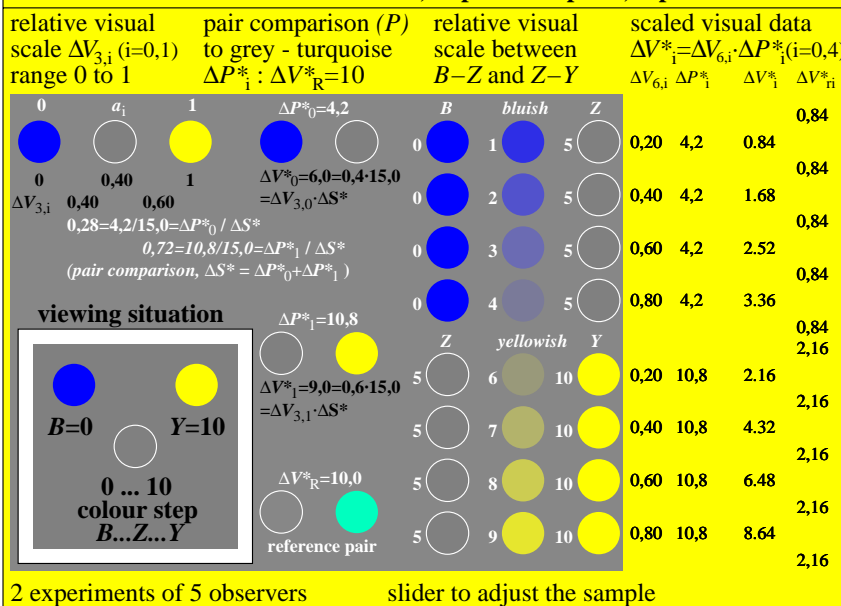 relative visual pair comparison (P) relative visual scaled visual data
scale ΔV3,i (i=0,1) to grey - turquoise scale between ΔV*i=ΔV6,i·ΔP*i(i=0,4)
range 0 to 1 ΔP*i : ΔV*R=10 B−Z and Z−Y ΔV6,i ΔP*i ΔV*i ΔV*ri
0 ai 1 ΔP*0=4,2 B bluish Z
0,84
0 1 5 0,20 4,2 0.84
0,84
0 0,40 1 ΔV*0=6,0=0,4·15,0
ΔV3,i 0,40 0,60 =ΔV3,0·ΔS*
0 2 5 0,40 4,2 1.68
0,84
0,28=4,2/15,0=ΔP*0 / ΔS*
0,72=10,8/15,0=ΔP*1 / ΔS*
0 3 5 0,60 4,2 2.52
(pair comparison, ΔS* = ΔP*0+ΔP*1 )
0,84
0 4 5 0,80 4,2 3.36
viewing situation
ΔP*1=10,8
0,84
Z yellowish Y
2,16
5 6 10 0,20 10,8 2.16
ΔV*1=9,0=0,6·15,0
=ΔV3,1·ΔS*
2,16
B=0 Y=10
5 7 10 0,40 10,8 4.32
2,16
0 ... 10
colour step
B...Z...Y
ΔV*R=10,0
5 8 10 0,60 10,8 6.48
2,16
reference pair
5 9 10 0,80 10,8 8.64
2,16
2 experiments of 5 observers slider to adjust the sample